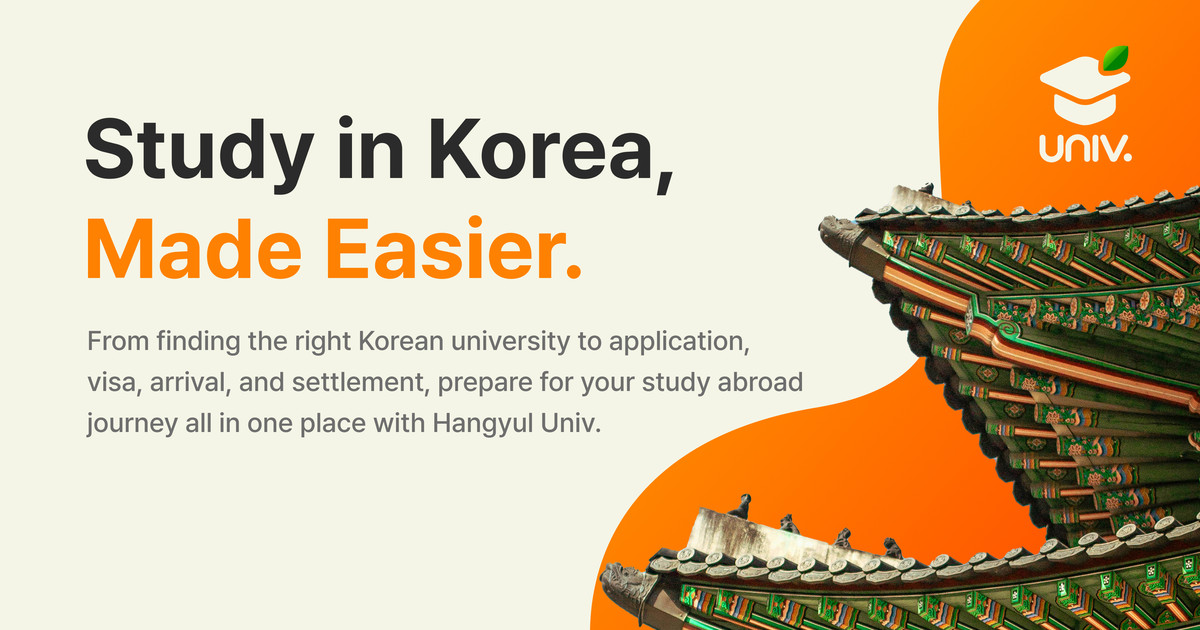 Study in Korea,
Made Easier.
From finding the right Korean university to application,
visa, arrival, and settlement, prepare for your study abroad
journey all in one place with Hangyul Univ.
UNIV.